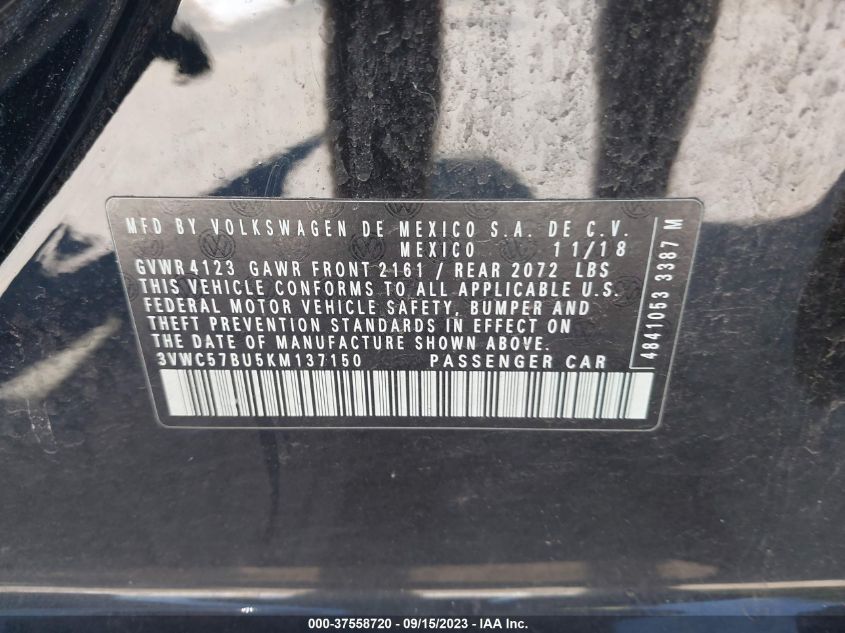 MFD BY VOLKSWAGEN DE MEXICO S.A. DE C.V.
MEXICO 11/18
GVWR4123 GAWR FRONT 2161 / REAR 2072 LBS
THIS VEHICLE CONFORMS TO ALL APPLICABLE U.S.
FEDERAL MOTOR VEHICLE SAFETY, BUMPER AND
THEFT PREVENTION STANDARDS IN EFFECT ON
THE DATE OF MANUFACTURE SHOWN ABOVE.
3VWC57BU5KM137150 PASSENGER CAR
4841053 3387 M
000-37558720 - 09/15/2023 - IAA Inc.